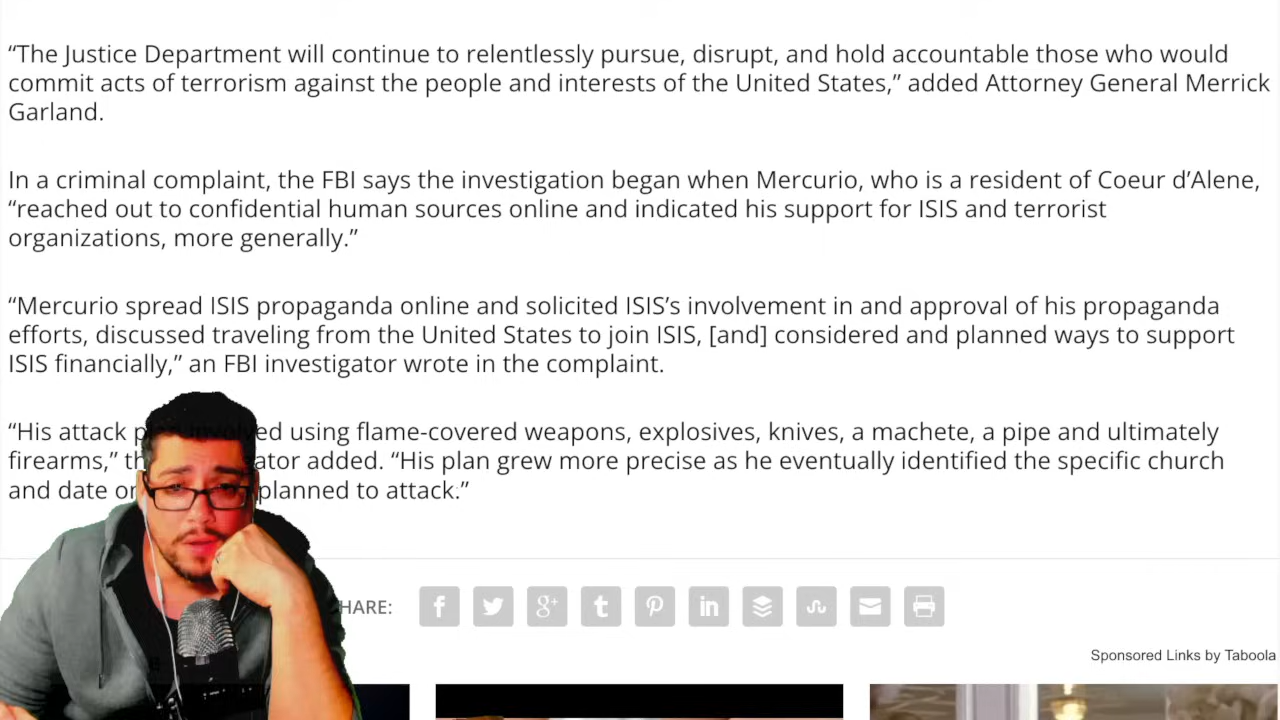 “The Justice Department will continue to relentlessly pursue, disrupt, and hold accountable those who would
commit acts of terrorism against the people and interests of the United States,” added Attorney General Merrick
Garland.
In a criminal complaint, the FBI says the investigation began when Mercurio, who is a resident of Coeur d’Alene,
“reached out to confidential human sources online and indicated his support for ISIS and terrorist
organizations, more generally.”
“Mercurio spread ISIS propaganda online and solicited ISIS’s involvement in and approval of his propaganda
efforts, discussed traveling from the United States to join ISIS, [and] considered and planned ways to support
ISIS financially,” an FBI investigator wrote in the complaint.
“His attack plan involved using flame-covered weapons, explosives, knives, a machete, a pipe and ultimately
firearms,” ator added. “His plan grew more precise as he eventually identified the specific church
and date planned to attack.”
HARE:
Sponsored Links by Taboola